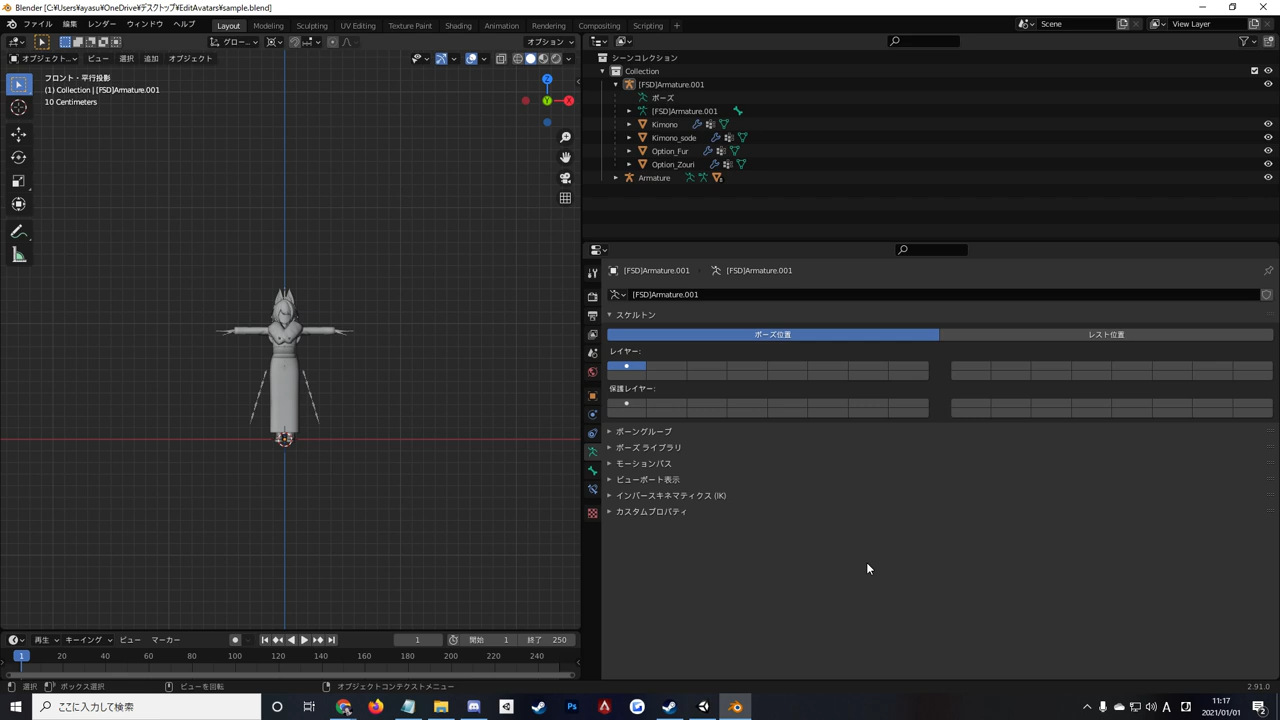 Blender [C:¥Users¥ayasu¥OneDrive¥デスクトップ¥EditAvatars¥sample.blend]
ファイル 編集 レンダー ウィンドウ ヘルプ Layout Modeling Sculpting UV Editing Texture Paint Shading Animation Rendering Compositing Scripting Scene View Layer
グロー... オプション
オブジェクト... ビュー 選択 追加 オブジェクト
フロント・平行投影
(1) Collection | [FSD]Armature.001
10 Centimeters
X
Y
Z
シーンコレクション
Collection
[FSD]Armature.001
ポーズ
[FSD]Armature.001
Kimono
Kimono_sode
Option_Fur
Option_Zouri
Armature
[FSD]Armature.001 [FSD]Armature.001
[FSD]Armature.001
スケルトン
ポーズ位置 レスト位置
レイヤー:
保護レイヤー:
ボーングループ
ポーズ ライブラリ
モーションパス
ビューポート表示
インバースキネマティクス (IK)
カスタムプロパティ
再生 キーイング ビュー マーカー 1 開始 1 終了 250
1 20 40 60 80 100 120 140 160 180 200 220 240
選択 ボックス選択 ビューを回転 オブジェクトコンテクストメニュー 2.91.0
ここに入力して検索
A
11:17
2021/01/01
2